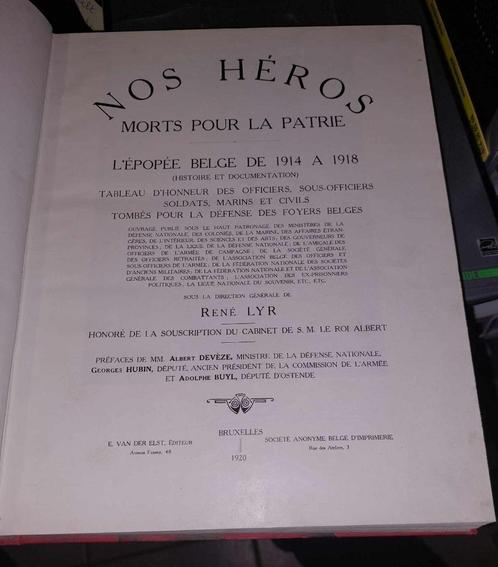 NOS HÉROS
MORTS POUR LA PATRIE
L'ÉPOPÉE BELGE DE 1914 A 1918
(HISTOIRE ET DOCUMENTATION)
TABLEAU D'HONNEUR DES OFFICIERS, SOUS-OFFICIERS
SOLDATS, MARINS ET CIVILS
TOMBÉS POUR LA DÉFENSE DES FOYERS BELGES
OUVRAGE PUBLIÉ SOUS LE HAUT PATRONAGE DES MINISTÈRES DE LA
DÉFENSE NATIONALE, DES COLONIES, DE LA MARINE, DES AFFAIRES ÉTRAN-
GÈRES, DE L'INTÉRIEUR, DES SCIENCES ET DES ARTS; DES GOUVERNEURS DE
PROVINCES; DE LA LIGUE DE LA DÉFENSE NATIONALE; DE L'AMICALE DES
OFFICIERS DE L'ARMÉE DE CAMPAGNE; DE LA SOCIÉTÉ GÉNÉRALE
DES OFFICIERS RETRAITÉS; DE L'ASSOCIATION BELGE DES OFFICIERS ET
SOUS OFFICIERS DE L'ARMÉE; DE LA FÉDÉRATION NATIONALE DES SOCIÉTÉS
D'ANCIENS MILITAIRES; DE LA FÉDÉRATION NATIONALE ET DE L'ASSOCIATION
GÉNÉRALE DES COMBATTANTS; L'ASSOCIATION DES EX-PRISONNIERS
POLITIQUES, LA LIGUE NATIONALE DU SOUVENIR, ETC., ETC.
SOUS LA DIRECTION GÉNÉRALE DE
RENÉ LYR
HONORÉ DE LA SOUSCRIPTION DU CABINET DE S. M. LE ROI ALBERT
PRÉFACES DE MM. ALBERT DEVÈZE, MINISTRE DE LA DÉFENSE NATIONALE,
GEORGES HUBIN, DÉPUTÉ, ANCIEN PRÉSIDENT DE LA COMMISSION DE L'ARMÉE
ET ADOLPHE BUYL, DÉPUTÉ D'OSTENDE
BRUXELLES
E. VAN DER ELST, ÉDITEUR
SOCIÉTÉ ANONYME BELGE D'IMPRIMERIE
Rue des Ateliers, 3
1920